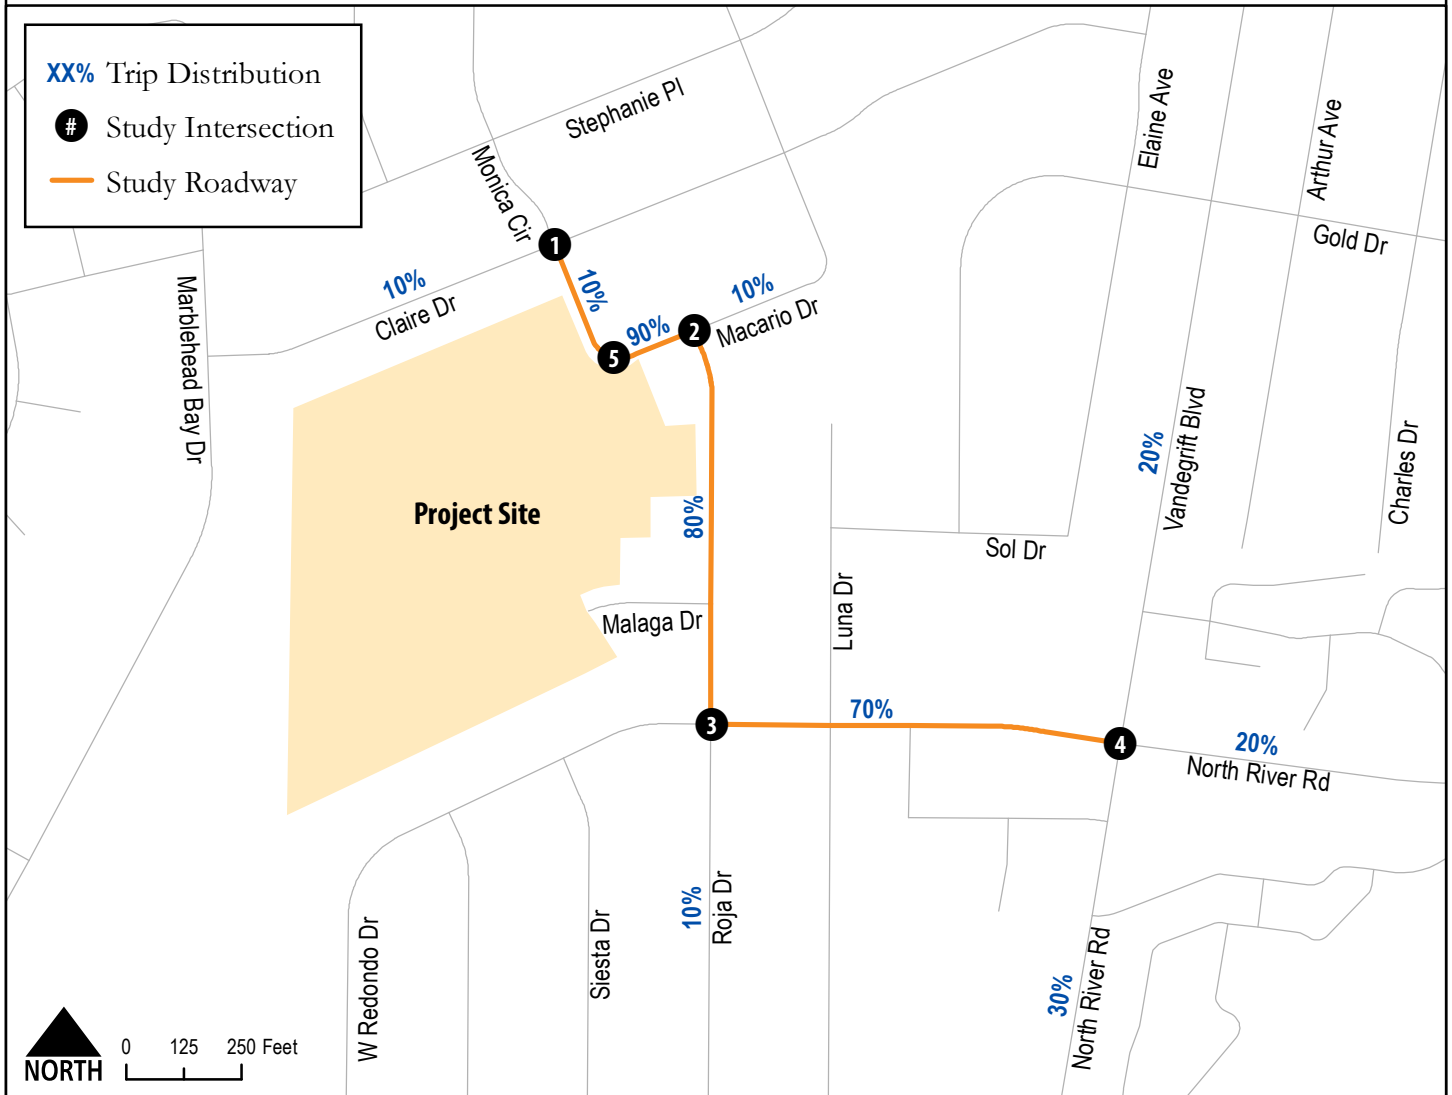 XX% Trip Distribution
# Study Intersection
Study Roadway
Stephanie Pl
Elaine Ave
Arthur Ave
Monica Cir
1
Gold Dr
10%
10%
10%
Claire Dr
Marblehead Bay Dr
90%
2
Macario Dr
5
20%
Vandegrift Blvd
Charles Dr
Project Site
80%
Sol Dr
Luna Dr
Malaga Dr
70%
3
4
20%
North River Rd
10%
Roja Dr
W Redondo Dr
Siesta Dr
30%
North River Rd
NORTH
0 125 250 Feet